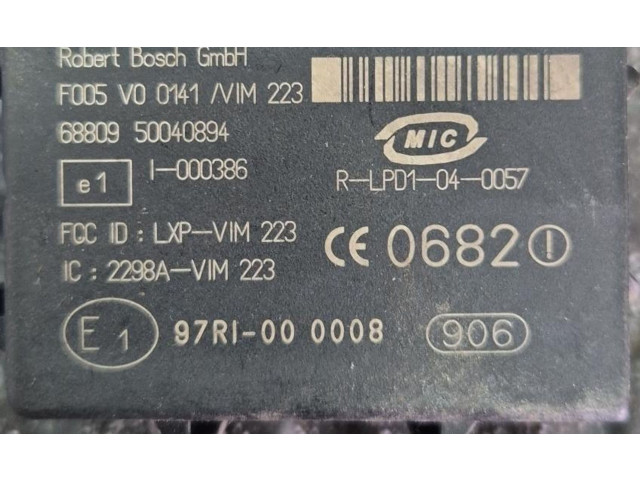 Robert Bosch GmbH
F005 V0 0141 /VIM 223
68809 50040894
MIC
e1 I-000386
R-LPD1-04-0057
FCC ID : LXP-VIM 223
IC : 2298A-VIM 223
CE 0682
E1 97RI-00 0008 906